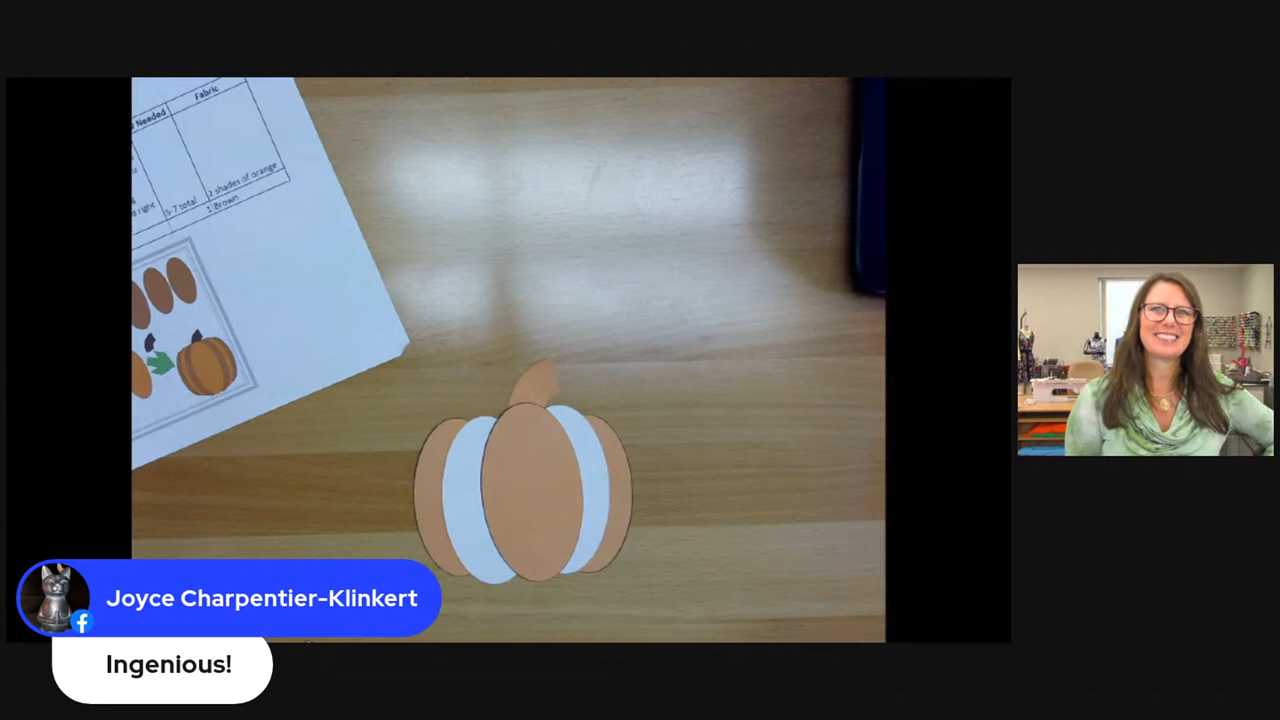 Fabric
Needed
2 shades of orange
d right
5-7 total
1 Brown
Joyce Charpentier-Klinkert
Ingenious!